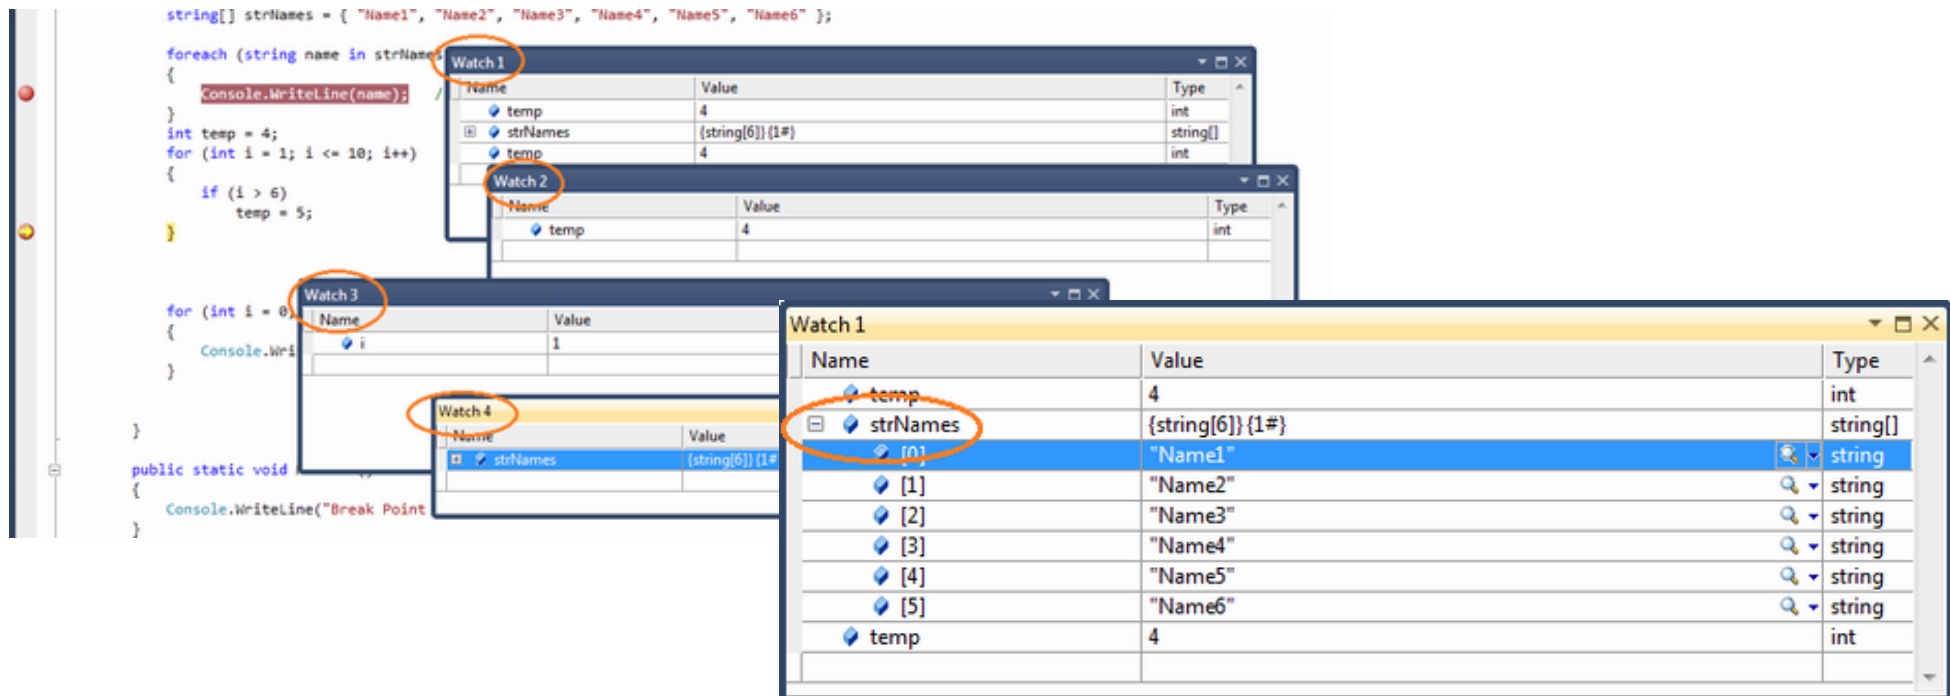 string[] strNames = { "Name1", "Name2", "Name3", "Name4", "Name5", "Name6" };
foreach (string name in strNames
{
Console.WriteLine(name); /
}
int temp = 4;
for (int i = 1; i <= 10; i++)
{
if (i > 6)
temp = 5;
}
for (int i = 0;
{
Console.Wri
}
}
public static void
{
Console.WriteLine("Break Point
}
Watch 1
Name Value Type
temp 4 int
strNames {string[6]}{1#} string[]
temp 4 int
Watch 2
Name Value Type
temp 4 int
Watch 3
Name Value
i 1
Watch 4
Name Value
strNames {string[6]}{1#
Watch 1
Name Value Type
temp 4 int
strNames {string[6]}{1#} string[]
[0] "Name1" string
[1] "Name2" string
[2] "Name3" string
[3] "Name4" string
[4] "Name5" string
[5] "Name6" string
temp 4 int